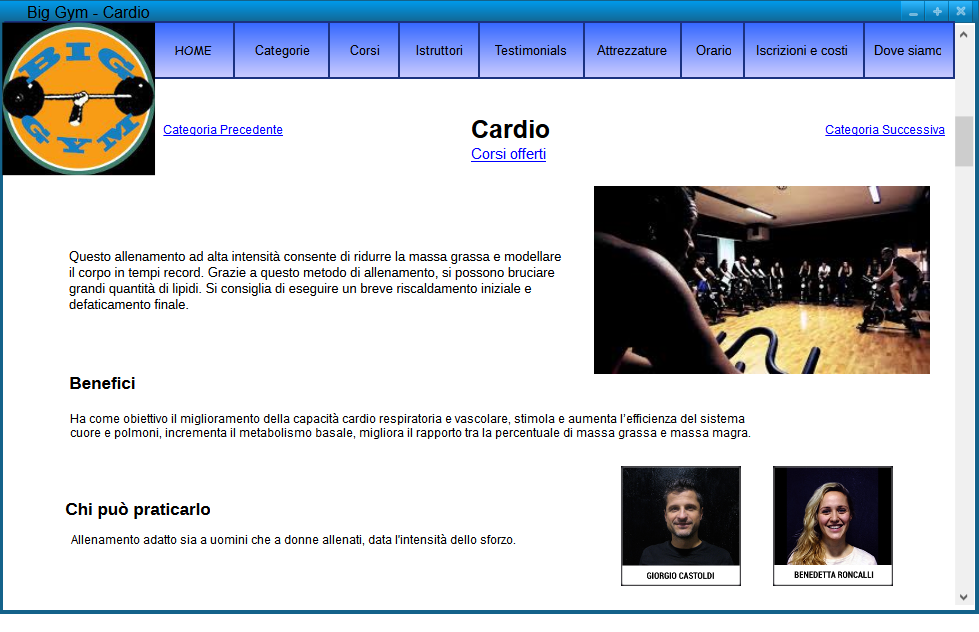 Big Gym - Cardio
BIG
GYM
HOME
Categorie
Corsi
Istruttori
Testimonials
Attrezzature
Orario
Iscrizioni e costi
Dove siamo
Categoria Precedente
Cardio
Categoria Successiva
Corsi offerti
Questo allenamento ad alta intensità consente di ridurre la massa grassa e modellare
il corpo in tempi record. Grazie a questo metodo di allenamento, si possono bruciare
grandi quantità di lipidi. Si consiglia di eseguire un breve riscaldamento iniziale e
defaticamento finale.
Benefici
Ha come obiettivo il miglioramento della capacità cardio respiratoria e vascolare, stimola e aumenta l'efficienza del sistema
cuore e polmoni, incrementa il metabolismo basale, migliora il rapporto tra la percentuale di massa grassa e massa magra.
Chi può praticarlo
Allenamento adatto sia a uomini che a donne allenati, data l'intensità dello sforzo.
GIORGIO CASTOLDI
BENEDETTA RONCALLI